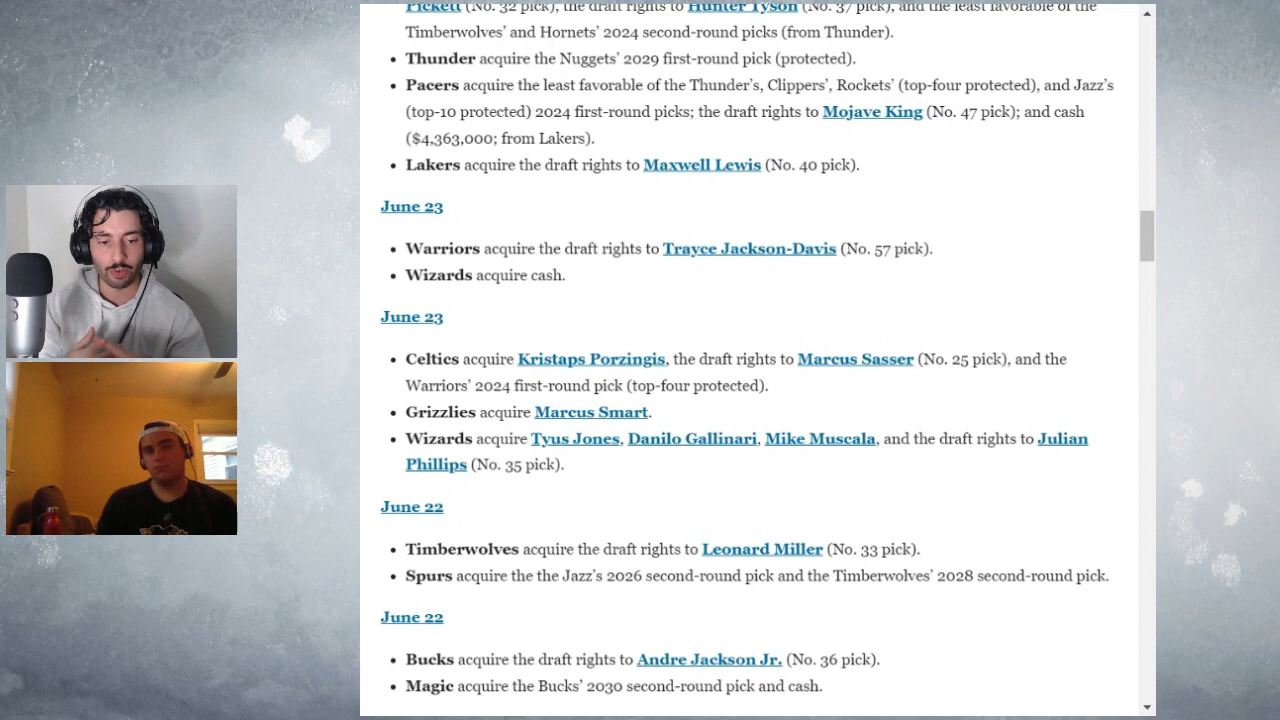 Pickett (No. 32 pick), the draft rights to Hunter Tyson (No. 37 pick), and the least favorable of the
Timberwolves’ and Hornets’ 2024 second-round picks (from Thunder).
• Thunder acquire the Nuggets’ 2029 first-round pick (protected).
• Pacers acquire the least favorable of the Thunder’s, Clippers’, Rockets’ (top-four protected), and Jazz’s
(top-10 protected) 2024 first-round picks; the draft rights to Mojave King (No. 47 pick); and cash
($4,363,000; from Lakers).
• Lakers acquire the draft rights to Maxwell Lewis (No. 40 pick).
June 23
• Warriors acquire the draft rights to Trayce Jackson-Davis (No. 57 pick).
• Wizards acquire cash.
June 23
• Celtics acquire Kristaps Porzingis, the draft rights to Marcus Sasser (No. 25 pick), and the
Warriors’ 2024 first-round pick (top-four protected).
• Grizzlies acquire Marcus Smart.
• Wizards acquire Tyus Jones, Danilo Gallinari, Mike Muscala, and the draft rights to Julian
Phillips (No. 35 pick).
June 22
• Timberwolves acquire the draft rights to Leonard Miller (No. 33 pick).
• Spurs acquire the the Jazz’s 2026 second-round pick and the Timberwolves’ 2028 second-round pick.
June 22
• Bucks acquire the draft rights to Andre Jackson Jr. (No. 36 pick).
• Magic acquire the Bucks’ 2030 second-round pick and cash.